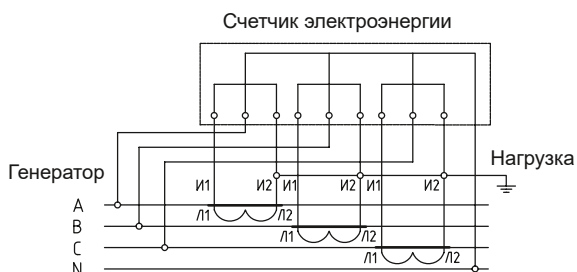 Счетчик электроэнергии
Генератор
Нагрузка
И1 И2 И1 И2 И1 И2
A
Л1 Л2
B
Л1 Л2
C
Л1 Л2
N